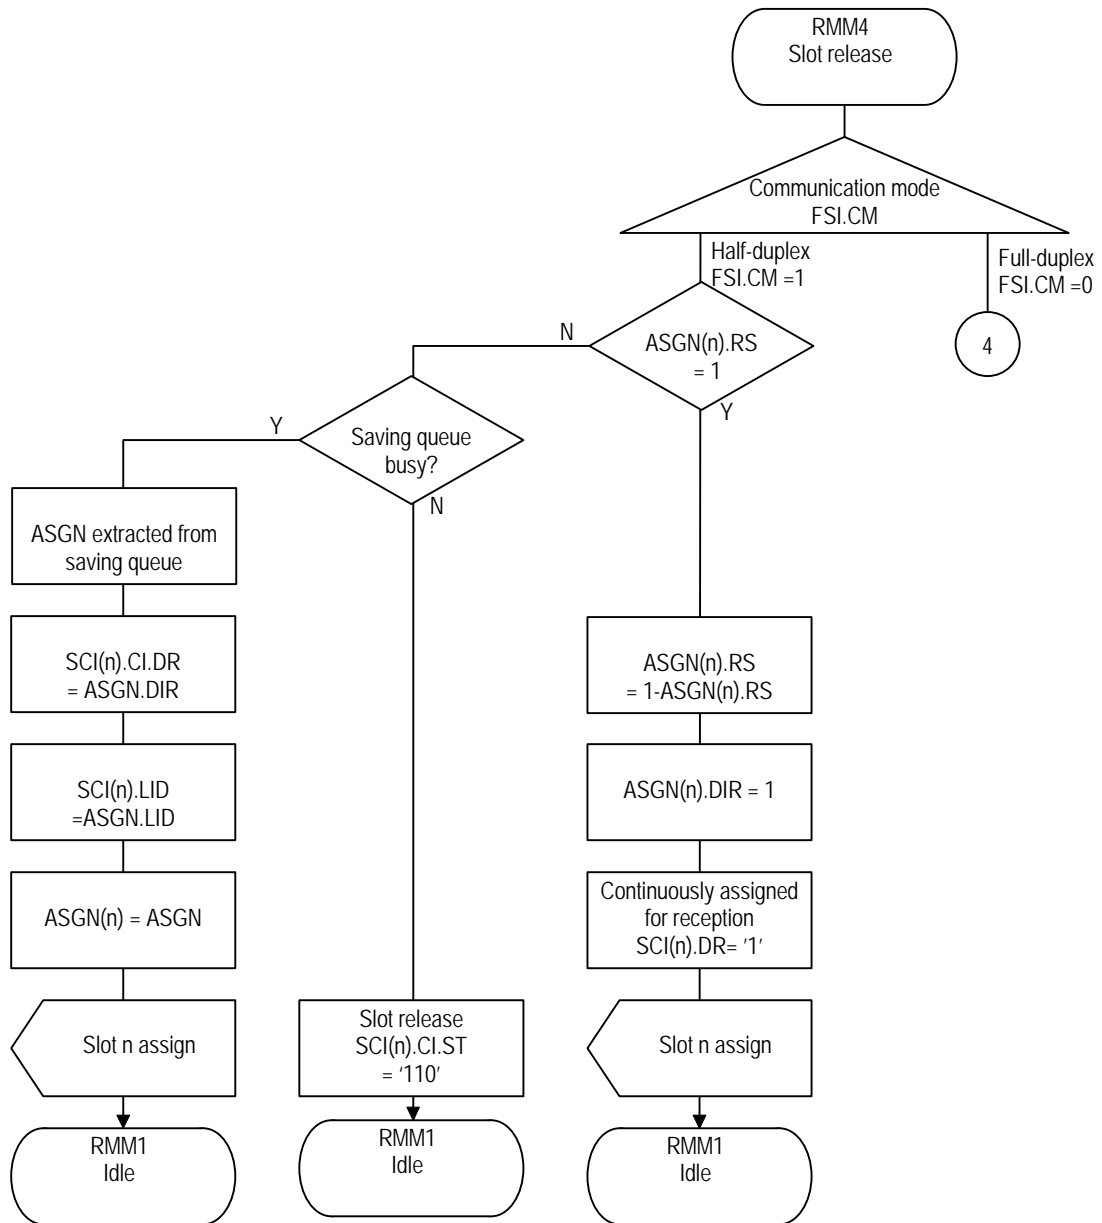 RMM4
Slot release
Communication mode
FSI.CM
Half-duplex
FSI.CM =1
Full-duplex
FSI.CM =0
4
N
ASGN(n).RS
= 1
Y
Y
Saving queue
busy?
N
ASGN extracted from
saving queue
SCI(n).CI.DR
= ASGN.DIR
ASGN(n).RS
= 1-ASGN(n).RS
SCI(n).LID
=ASGN.LID
ASGN(n).DIR = 1
ASGN(n) = ASGN
Continuously assigned
for reception
SCI(n).DR= ’1’
Slot n assign
Slot release
SCI(n).CI.ST
= ‘110’
Slot n assign
RMM1
Idle
RMM1
Idle
RMM1
Idle